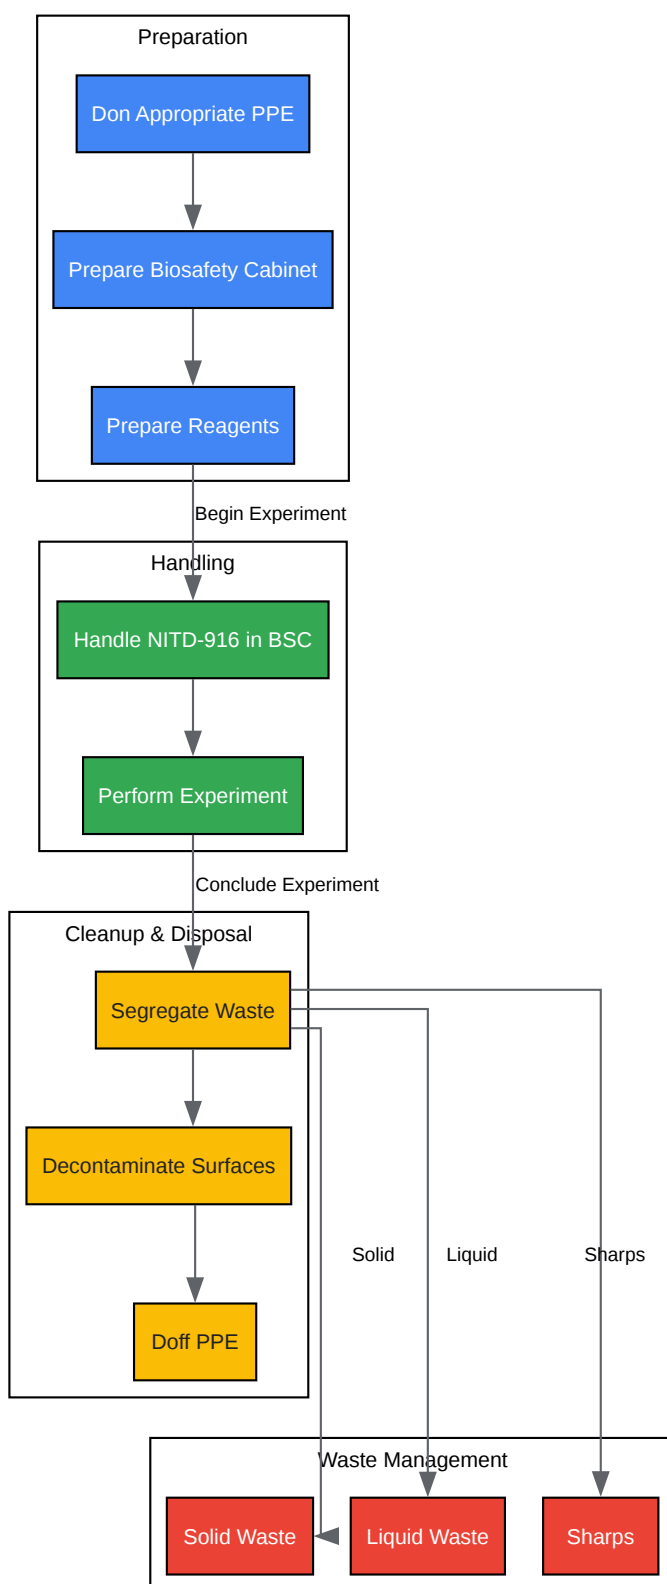 Preparation
Don Appropriate PPE
Prepare Biosafety Cabinet
Prepare Reagents
Begin Experiment
Handling
Handle NITD-916 in BSC
Perform Experiment
Conclude Experiment
Cleanup & Disposal
Segregate Waste
Decontaminate Surfaces
Solid
Liquid
Sharps
Doff PPE
Waste Management
Solid Waste
Liquid Waste
Sharps